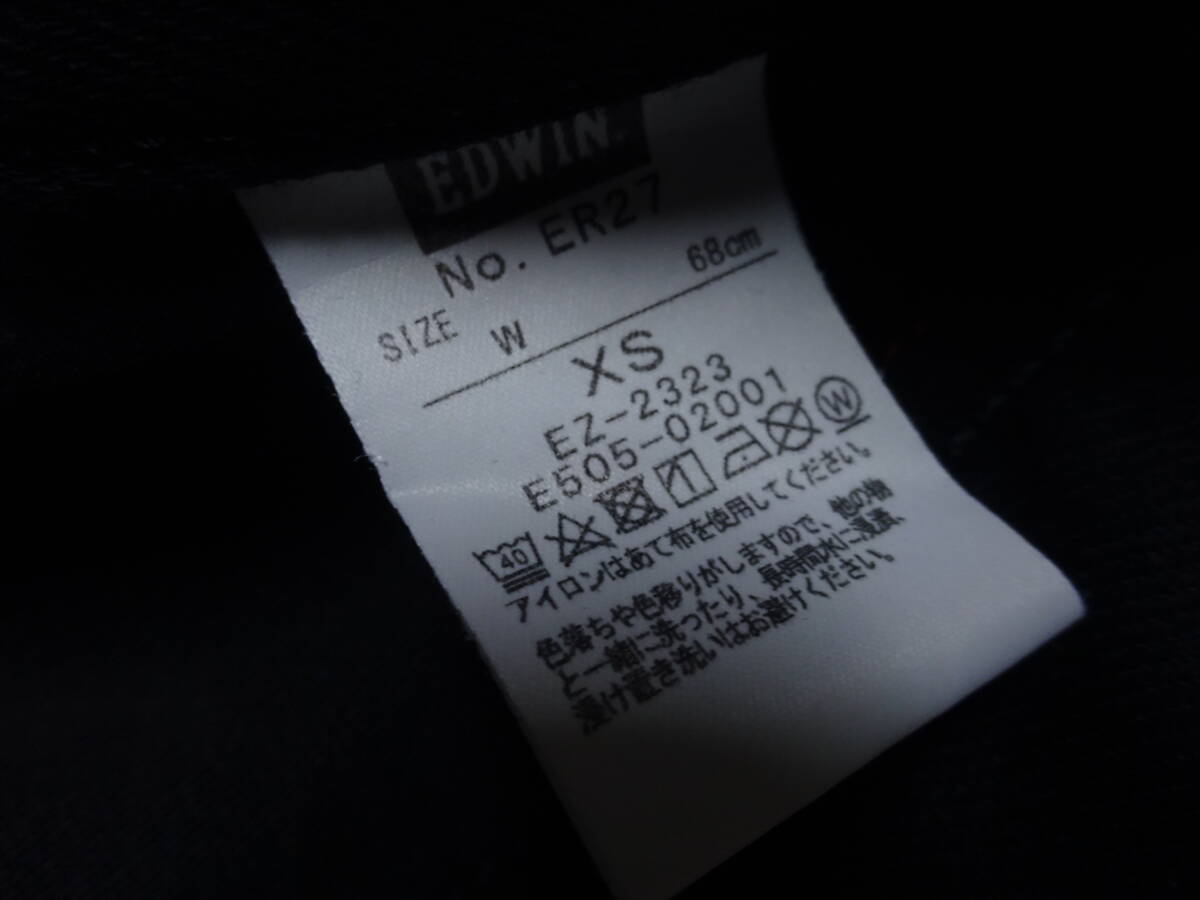 EDWIN.
No. ER27
SIZE W 68cm
XS
EZ-2323
E505-02001
40 W
アイロンはあて布を使用してください。
色落ちや色移りがしますので、他の物
と一緒に洗ったり、長時間水に浸漬、
浸け置き洗いはお避けください。